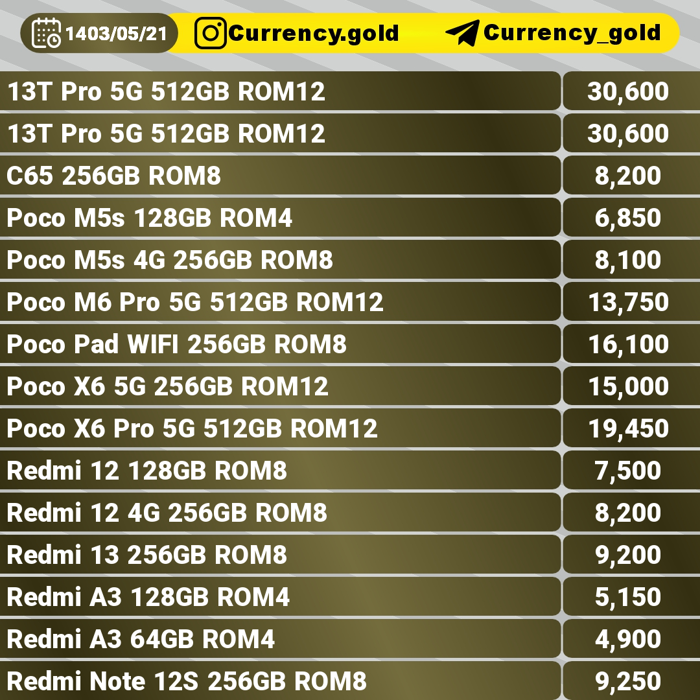 1403/05/21 Currency.gold Currency_gold
13T Pro 5G 512GB ROM12 30,600
13T Pro 5G 512GB ROM12 30,600
C65 256GB ROM8 8,200
Poco M5s 128GB ROM4 6,850
Poco M5s 4G 256GB ROM8 8,100
Poco M6 Pro 5G 512GB ROM12 13,750
Poco Pad WIFI 256GB ROM8 16,100
Poco X6 5G 256GB ROM12 15,000
Poco X6 Pro 5G 512GB ROM12 19,450
Redmi 12 128GB ROM8 7,500
Redmi 12 4G 256GB ROM8 8,200
Redmi 13 256GB ROM8 9,200
Redmi A3 128GB ROM4 5,150
Redmi A3 64GB ROM4 4,900
Redmi Note 12S 256GB ROM8 9,250